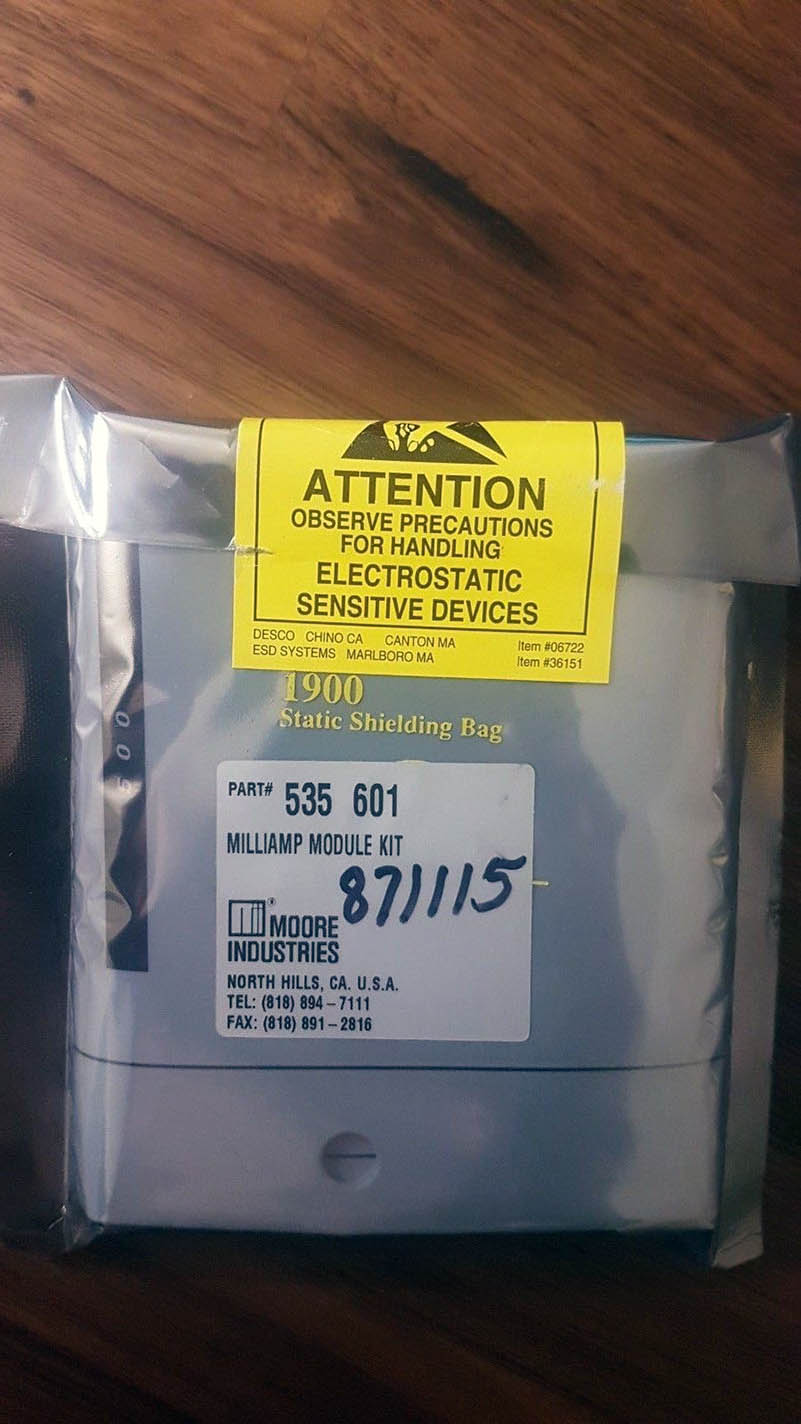 ATTENTION
OBSERVE PRECAUTIONS
FOR HANDLING
ELECTROSTATIC
SENSITIVE DEVICES
DESCO CHINO CA CANTON MA Item #06722
ESD SYSTEMS MARLBORO MA Item #36151
1900
Static Shielding Bag
500
PART# 535 601
MILLIAMP MODULE KIT
871115
® MOORE
INDUSTRIES
NORTH HILLS, CA. U.S.A.
TEL: (818) 894-7111
FAX: (818) 891-2816